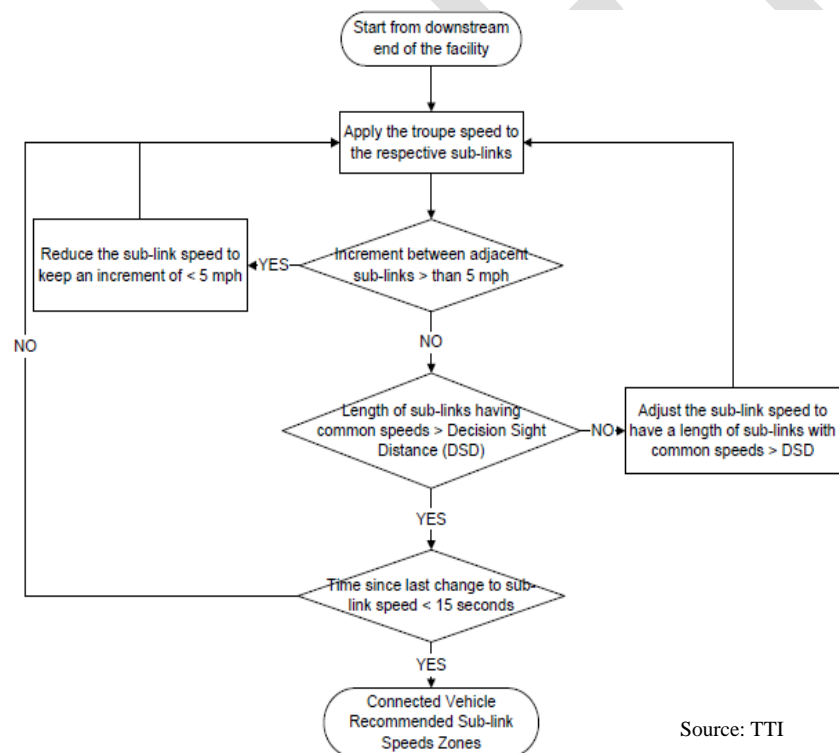 Start from downstream
end of the facility
Apply the troupe speed to
the respective sub-links
Reduce the sub-link speed to
keep an increment of < 5 mph
YES
Increment between adjacent
sub-links > than 5 mph
NO
NO
Length of sub-links having
common speeds > Decision Sight
Distance (DSD)
NO
Adjust the sub-link speed to
have a length of sub-links with
common speeds > DSD
YES
Time since last change to sub-
link speed < 15 seconds
YES
Connected Vehicle
Recommended Sub-link
Speeds Zones
Source: TTI